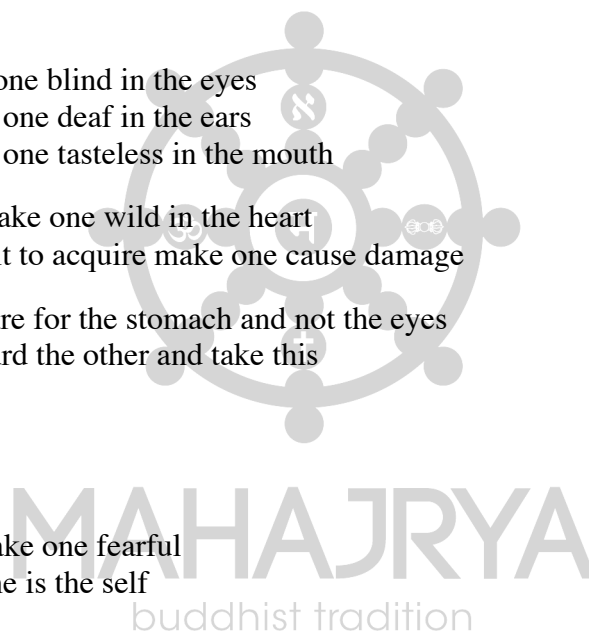 one blind in the eyes
one deaf in the ears
one tasteless in the mouth
ake one wild in the heart
t to acquire make one cause damage
re for the stomach and not the eyes
rd the other and take this
ake one fearful
e is the self
MAHAJRYA
buddhist tradition